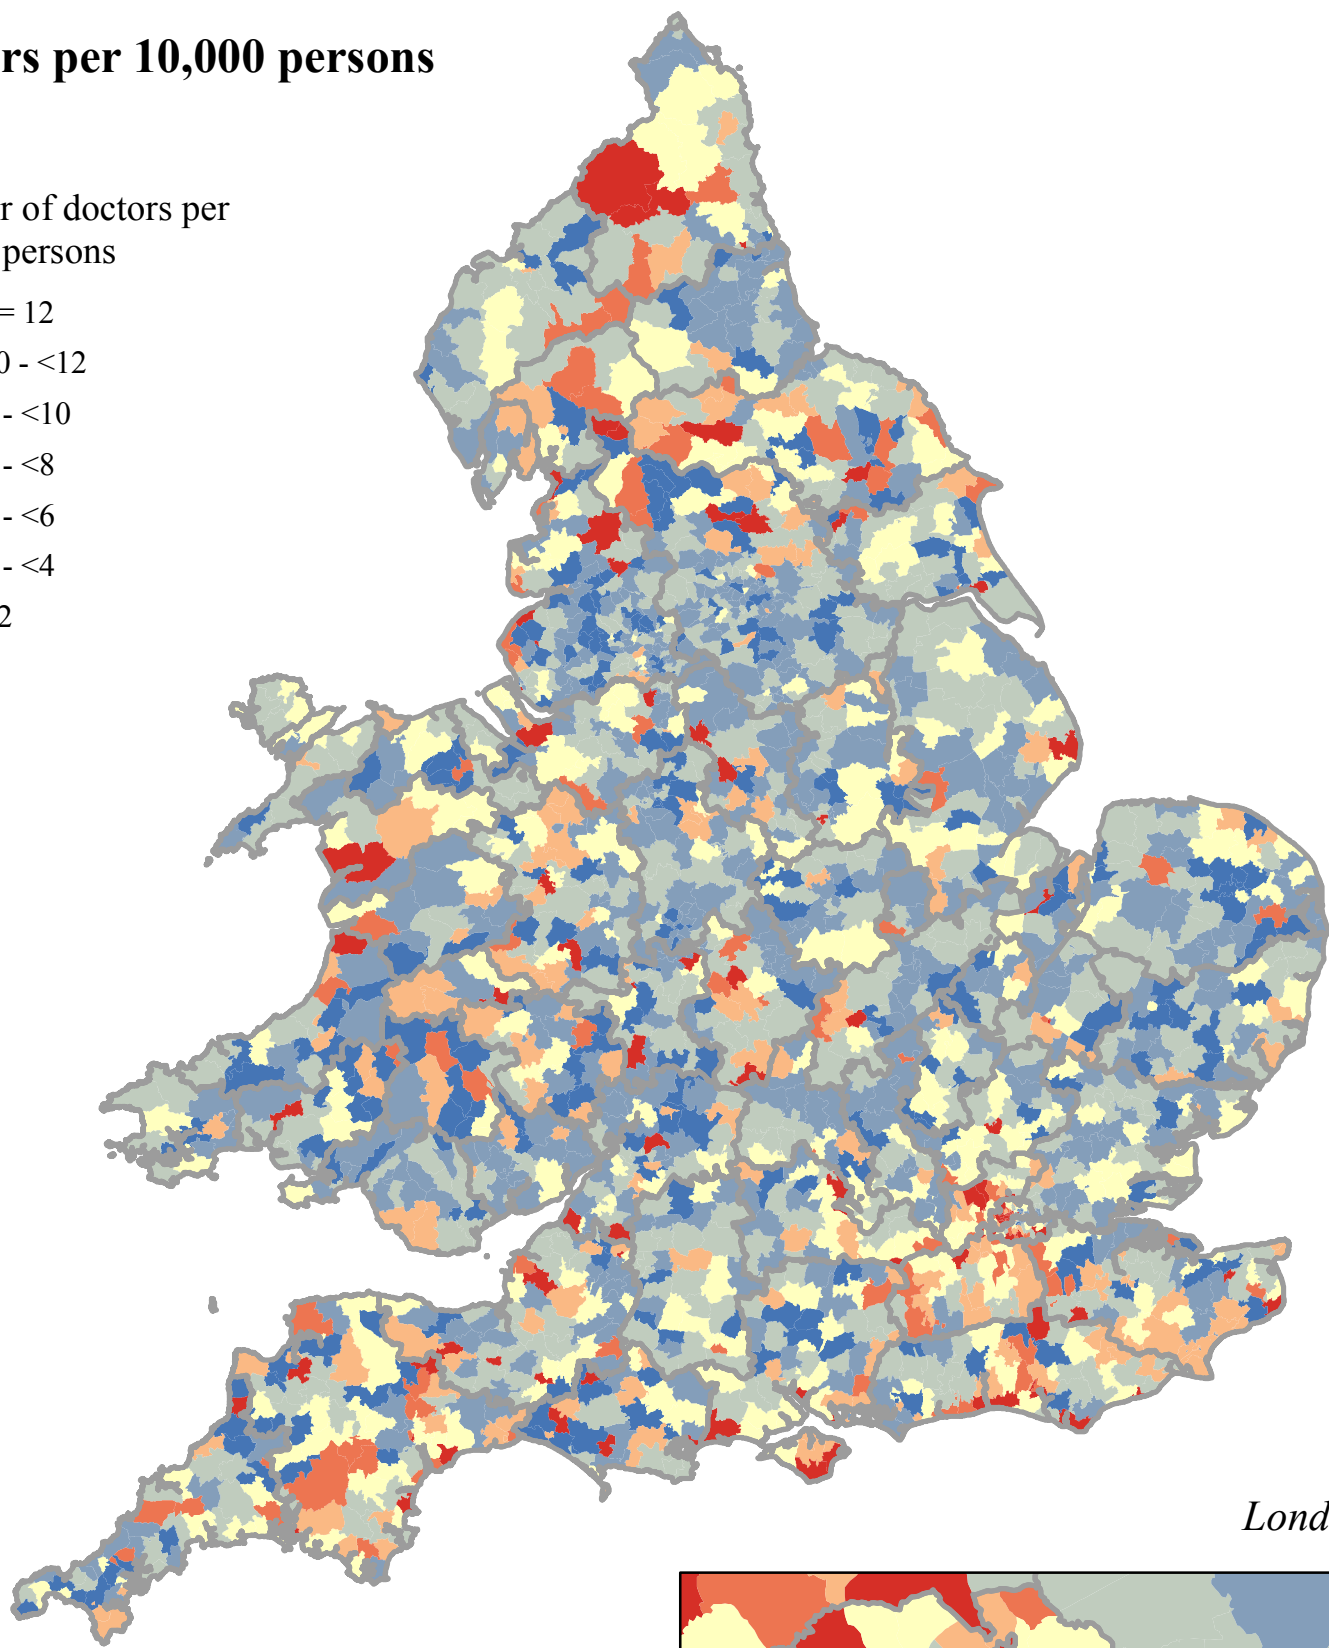 rs per 10,000 persons
r of doctors per
persons
= 12
0 - <12
- <10
- <8
- <6
- <4
2
Lond